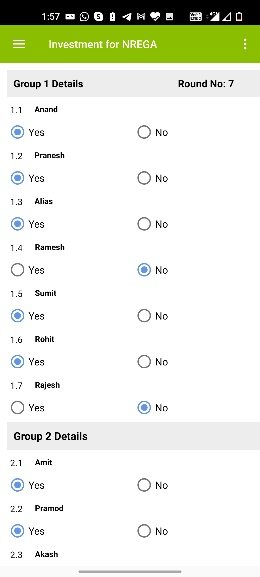 1:57
Investment for NREGA
Group 1 Details Round No: 7
1.1 Anand
Yes No
1.2 Pranesh
Yes No
1.3 Alias
Yes No
1.4 Ramesh
Yes No
1.5 Sumit
Yes No
1.6 Rohit
Yes No
1.7 Rajesh
Yes No
Group 2 Details
2.1 Amit
Yes No
2.2 Pramod
Yes No
2.3 Akash